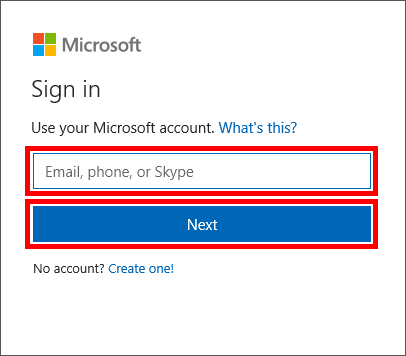 Microsoft
Sign in
Use your Microsoft account. What's this?
Email, phone, or Skype
Next
No account? Create one!